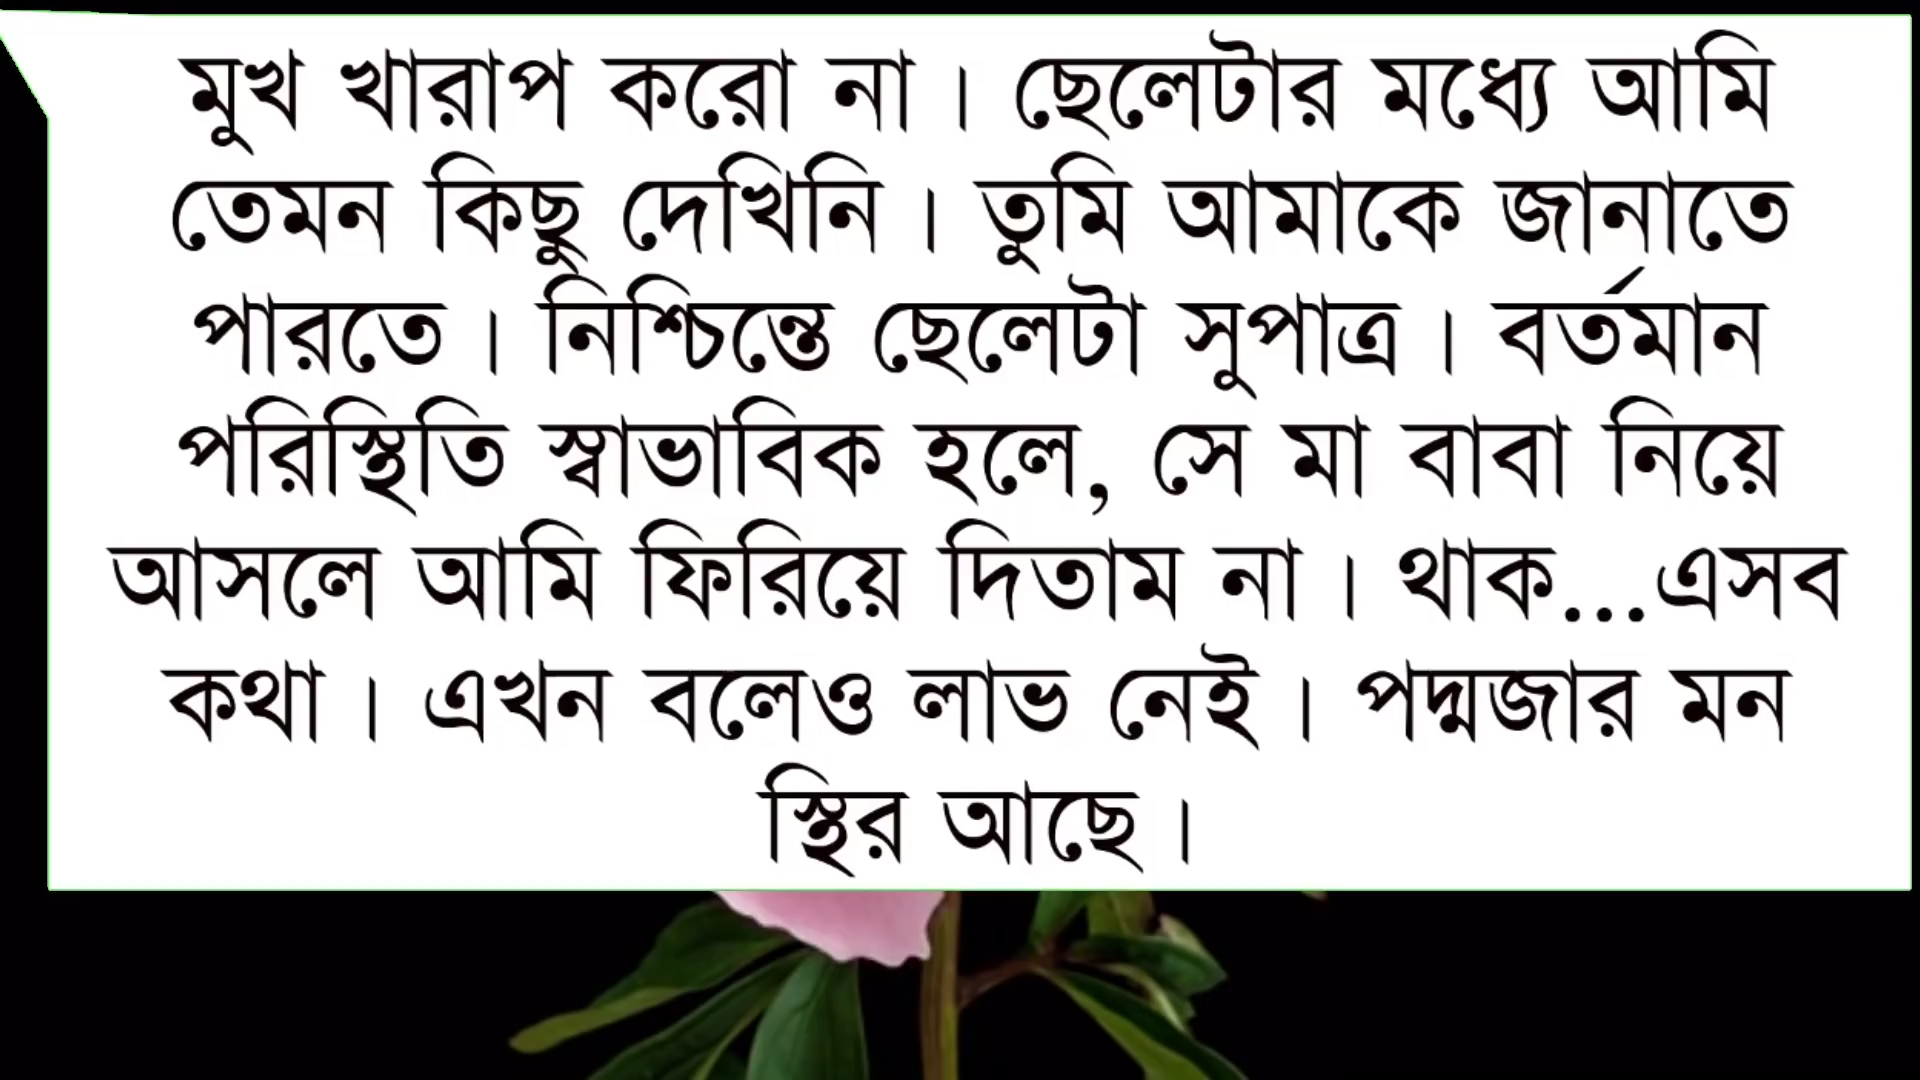 মুখ খারাপ করো না। ছেলেটার মধ্যে আমি
তেমন কিছু দেখিনি। তুমি আমাকে জানাতে
পারতে। নিশ্চিন্তে ছেলেটা সুপাত্র। বর্তমান
পরিস্থিতি স্বাভাবিক হলে, সে মা বাবা নিয়ে
আসলে আমি ফিরিয়ে দিতাম না। থাক...এসব
কথা। এখন বলেও লাভ নেই। পদ্মজার মন
স্থির আছে।